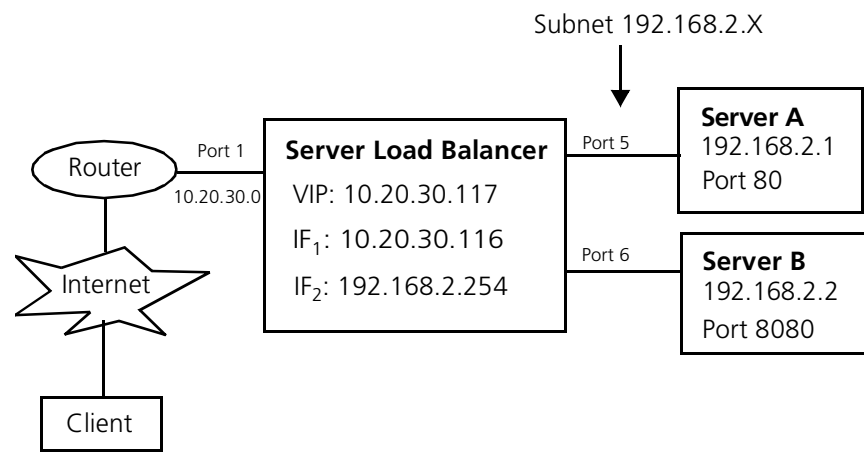 Subnet 192.168.2.X
Router
Port 1
10.20.30.0
Internet
Client
Server Load Balancer
VIP: 10.20.30.117
IF₁: 10.20.30.116
IF₂: 192.168.2.254
Port 5
Port 6
Server A
192.168.2.1
Port 80
Server B
192.168.2.2
Port 8080